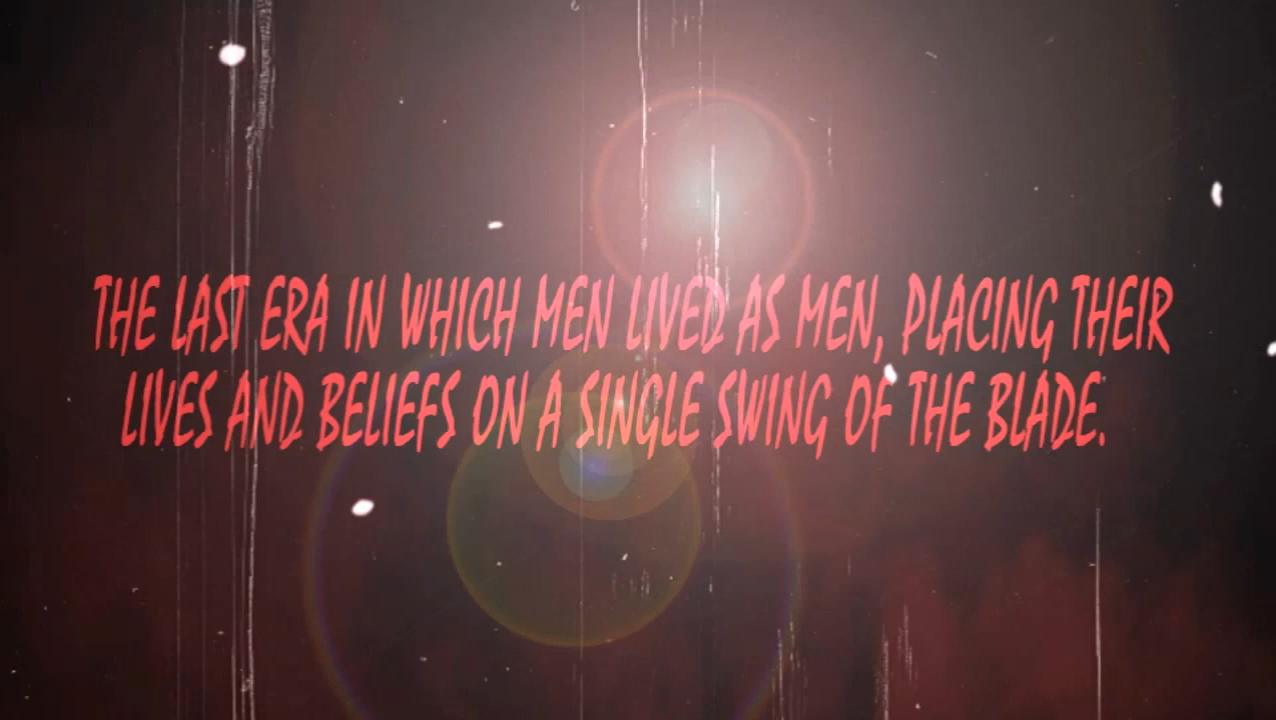 THE LAST ERA IN WHICH MEN LIVED AS MEN, PLACING THEIR
LIVES AND BELIEFS ON A SINGLE SWING OF THE BLADE.